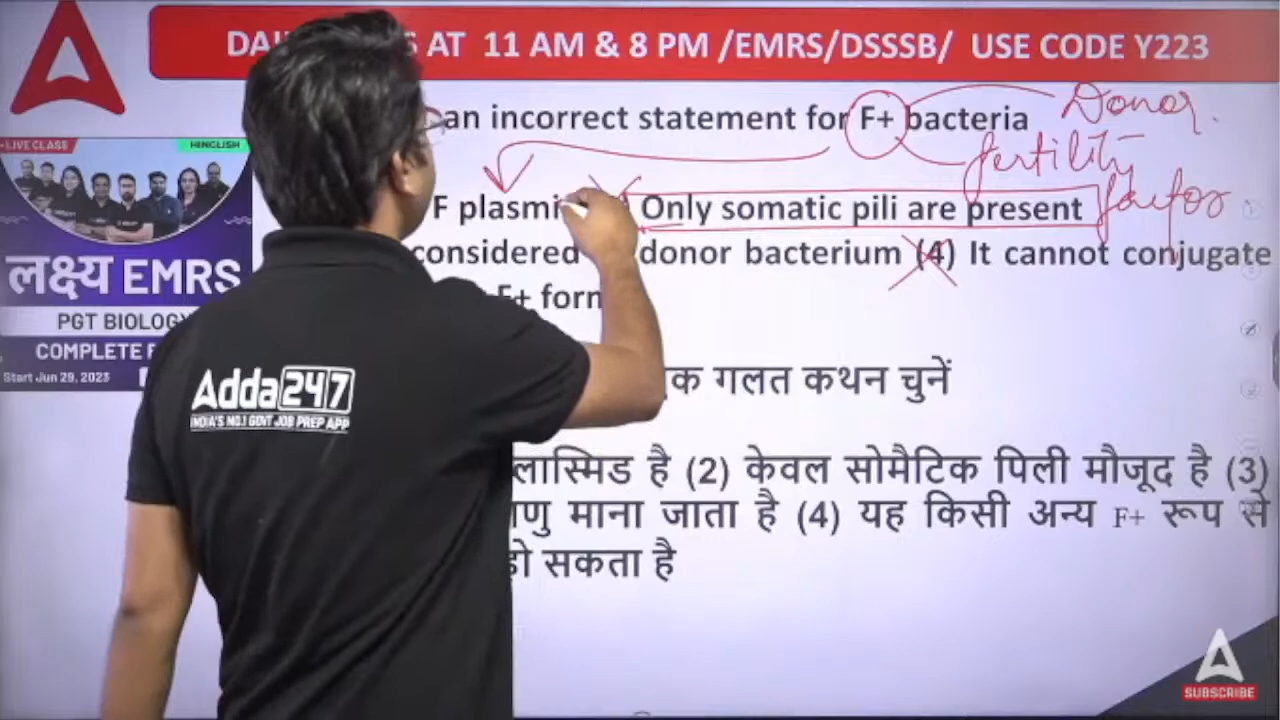 AT 11 AM & 8 PM /EMRS/DSSSB/ USE CODE Y223
LIVE CLASS
HINGLISH
लक्ष्य EMRS
PGT BIOLOGY
COMPLETE
Start Jun 29, 2023
an incorrect statement for F+ bacteria
Donor
fertility
factor
F plasmi Only somatic pili are present
considered donor bacterium (4) It cannot conjugate
F+ form
गलत कथन चुनें
है (2) केवल सोमैटिक पिली मौजूद है (3)
माना जाता है (4) यह किसी अन्य F+ रूप से
सकता है
Adda247
INDIA'S NO.1 GOVT JOB PREP APP
SUBSCRIBE